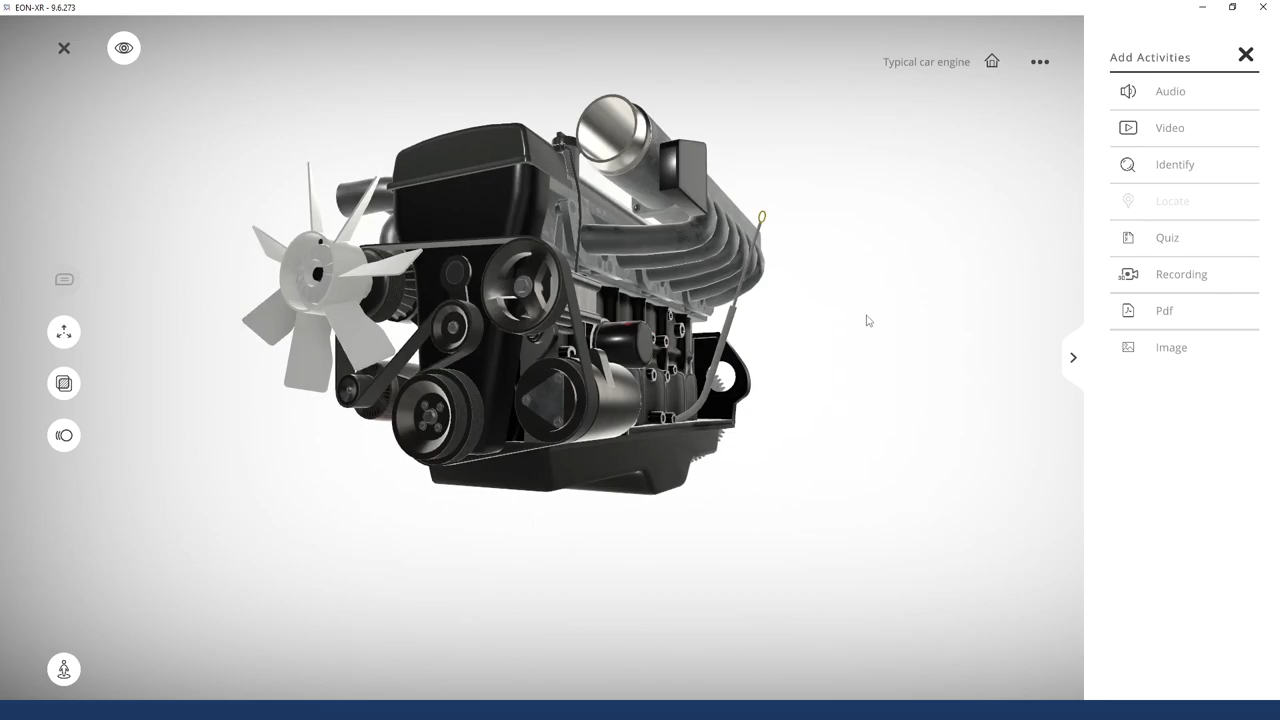 EON-XR - 9.6.273
Typical car engine
Add Activities
Audio
Video
Identify
Locate
Quiz
Recording
Pdf
Image